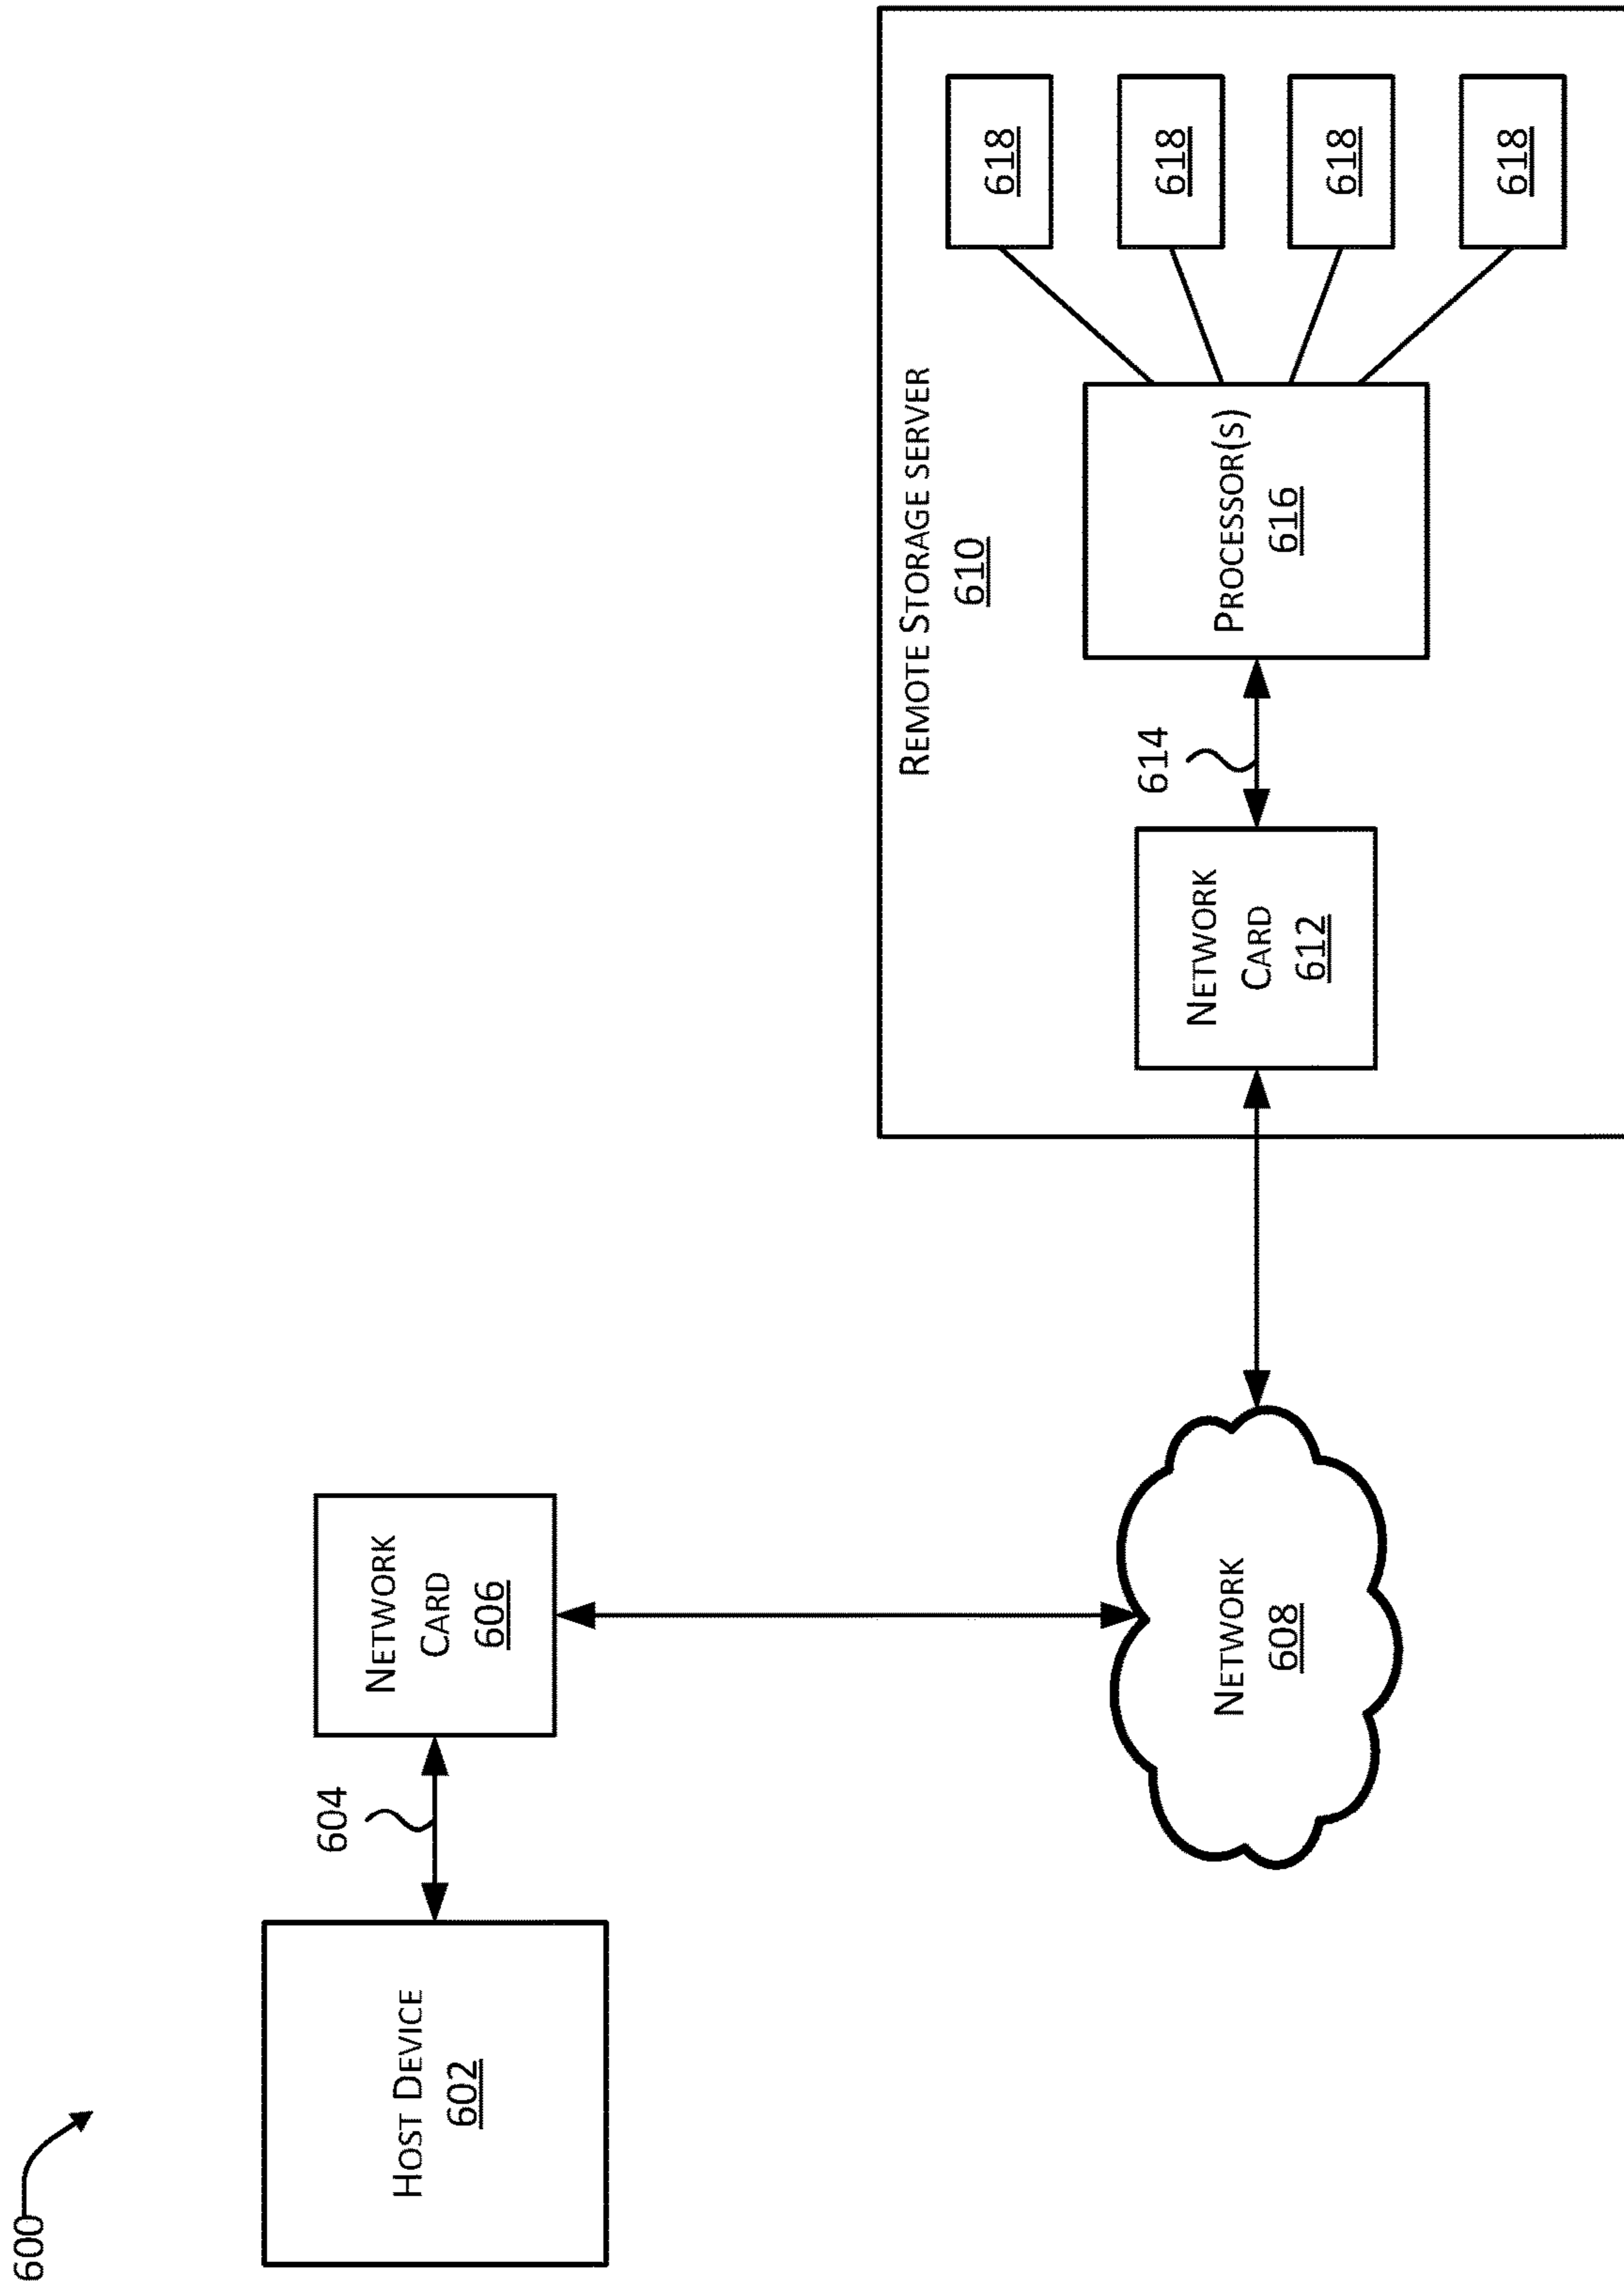 600
HOST DEVICE
602
604
NETWORK
CARD
606
NETWORK
608
REMOTE STORAGE SERVER
610
NETWORK
CARD
612
614
PROCESSOR(S)
616
618
618
618
618